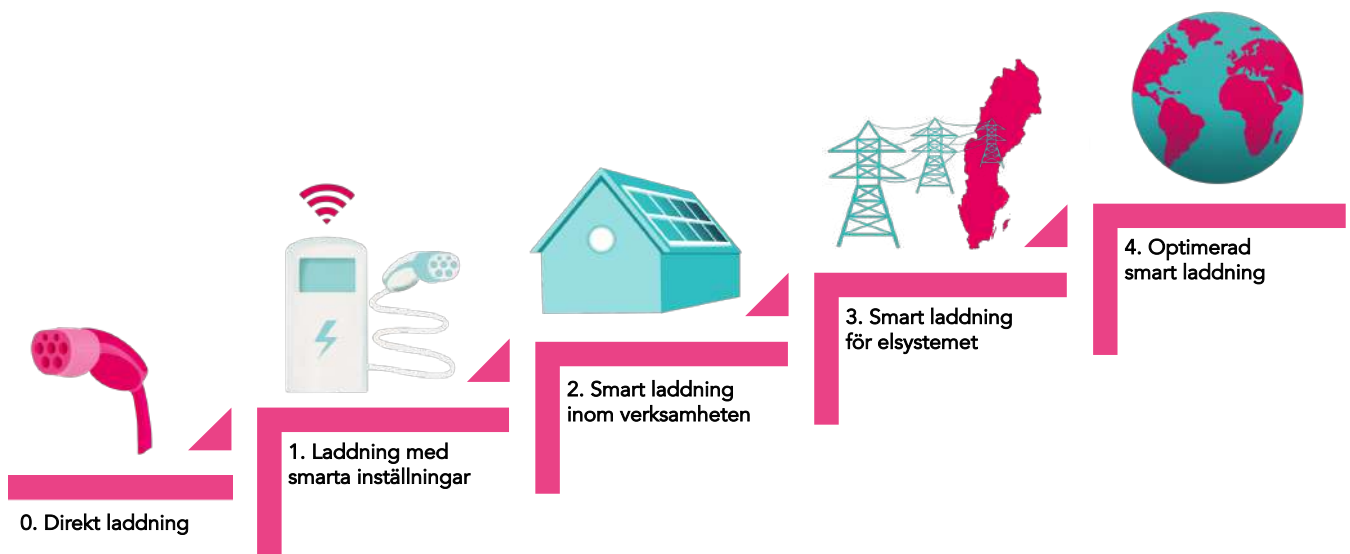 0. Direkt laddning
1. Laddning med
smarta inställningar
2. Smart laddning
inom verksamheten
3. Smart laddning
för elsystemet
4. Optimerad
smart laddning